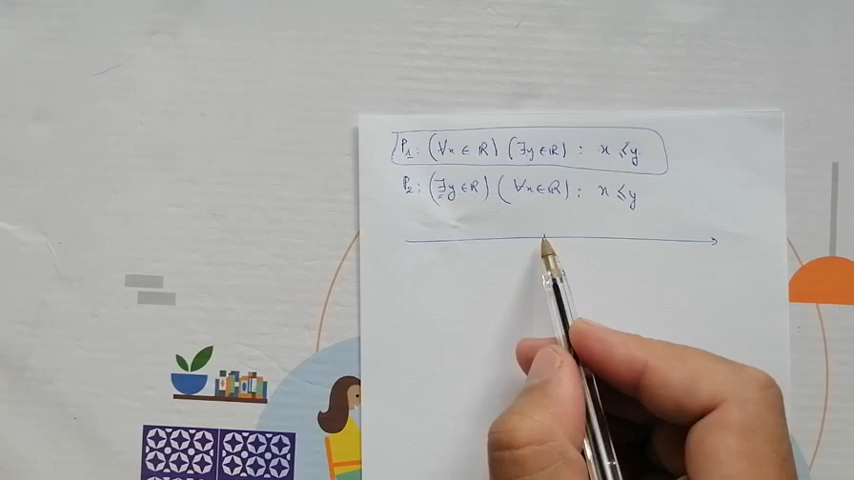 P₁: (∀x ∈ ℝ) (∃y ∈ ℝ) : x ⩽ y
P₂: (∃y ∈ ℝ) (∀x ∈ ℝ) : x ⩽ y